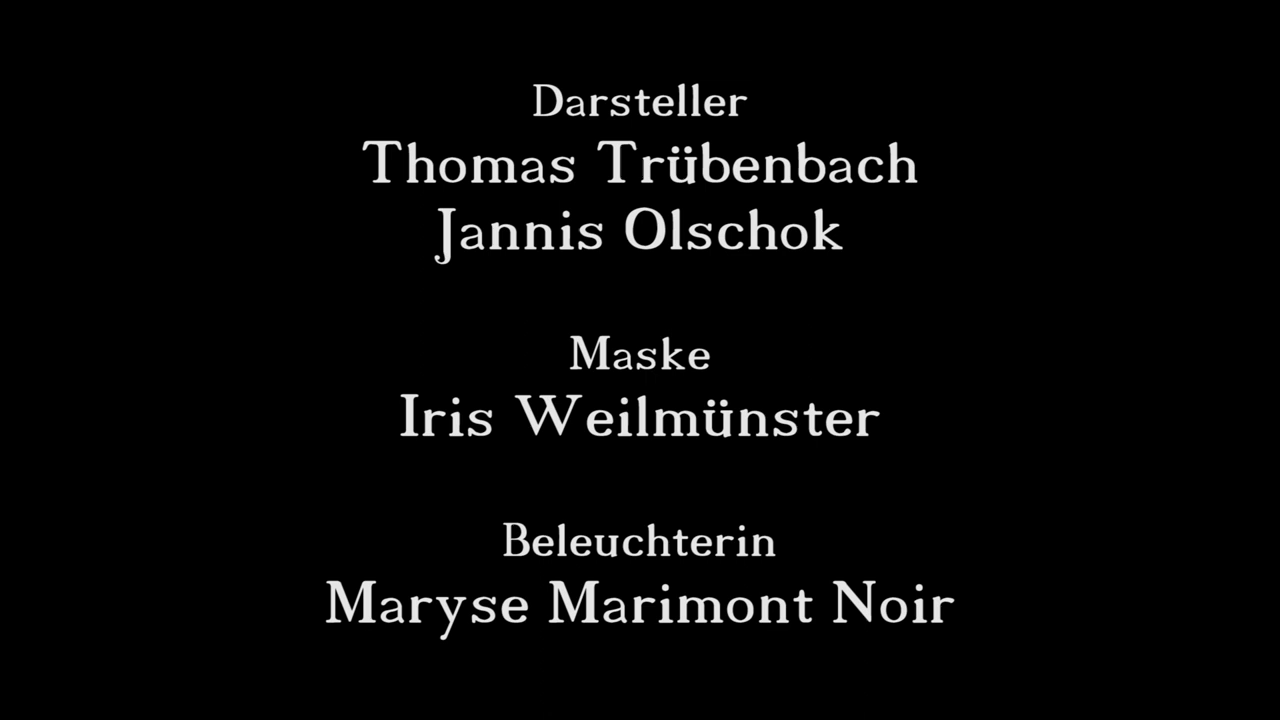 Darsteller
Thomas Trübenbach
Jannis Olschok
Maske
Iris Weilmünster
Beleuchterin
Maryse Marimont Noir